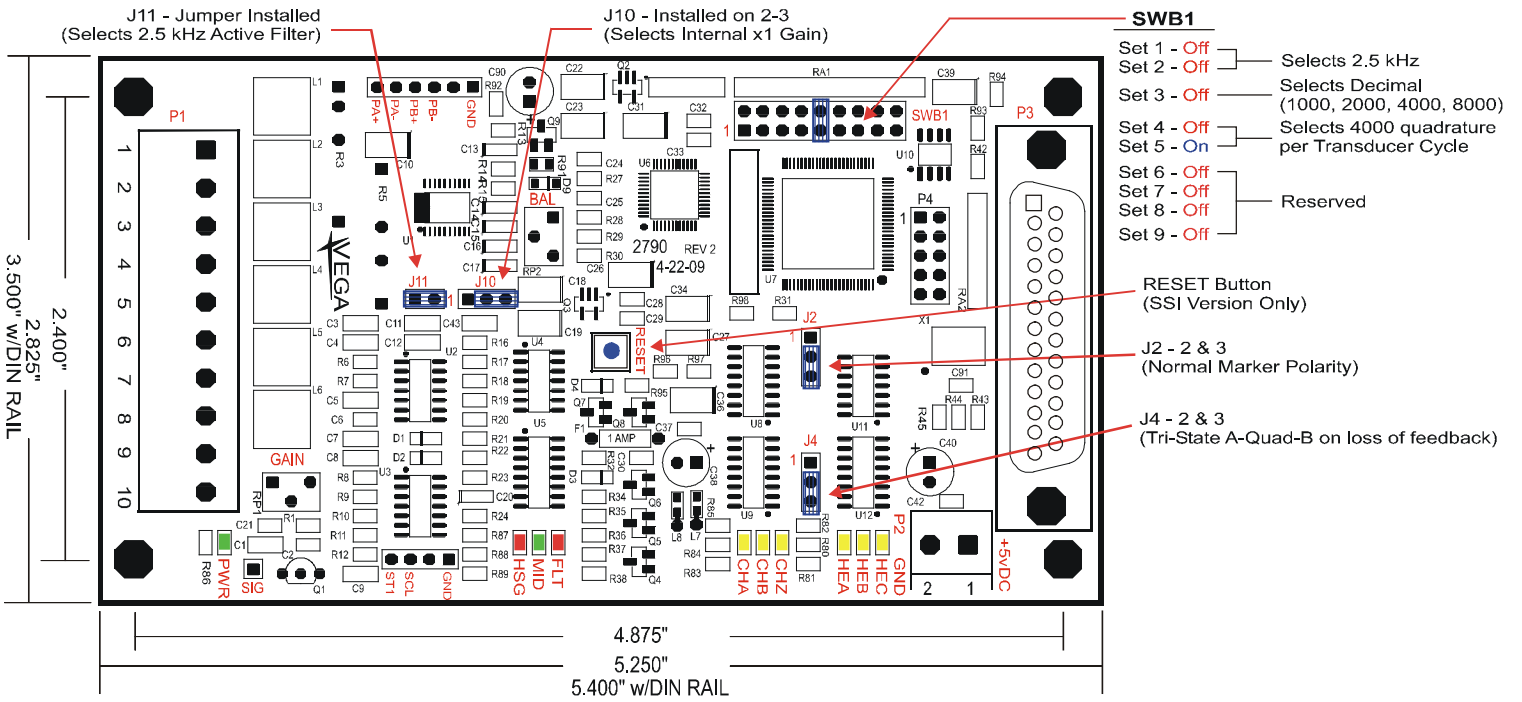 J11 - Jumper Installed
(Selects 2.5 kHz Active Filter)
J10 - Installed on 2-3
(Selects Internal x1 Gain)
SWB1
Set 1 - Off
Set 2 - Off
Selects 2.5 kHz
Set 3 - Off
Selects Decimal
(1000, 2000, 4000, 8000)
Set 4 - Off
Set 5 - On
Selects 4000 quadrature
per Transducer Cycle
Set 6 - Off
Set 7 - Off
Set 8 - Off
Set 9 - Off
Reserved
RESET Button
(SSI Version Only)
J2 - 2 & 3
(Normal Marker Polarity)
J4 - 2 & 3
(Tri-State A-Quad-B on loss of feedback)
3.500" w/DIN RAIL
2.825"
2.400"
P1
1
2
3
4
5
6
7
8
9
10
L1
L2
L3
L4
L5
L6
R3
R5
PA+
PA-
PB+
PB-
GND
C10
C90
R92
C22
C23
Q2
C31
C32
RA1
C39
R94
R93
R42
SWB1
1
U10
P3
P4
1
RA2
Q9
R13
C13
R14
R15
C14
C15
C16
C17
R91
D9
BAL
RP2
C24
R27
C25
R28
R29
R30
C26
U6
C33
2790
REV 2
4-22-09
U7
VEGA
J11
1
J10
C18
Q3
C19
C28
C29
C34
C27
R98
R31
J2
1
X1
C3
C4
C11
C12
C43
R6
R7
C5
C6
C7
C8
U2
D1
D2
U3
R16
R17
R18
R19
R20
R21
R22
R23
C20
R24
R87
R88
R89
U4
U5
RESET
R96
R97
D4
R95
Q7
Q8
F1
1 AMP
C36
C37
R32
C30
D3
C38
R34
R35
R36
R37
R38
Q6
Q5
Q4
L8
L7
R85
U8
U9
U11
U12
J4
1
C91
R45
R44
R43
C40
C42
GAIN
RP1
R8
R9
R10
R11
R12
C21
R1
C1
C2
R86
PWR
SIG
Q1
C9
ST1
SCL
GND
HSG
MID
FLT
R84
R83
CHA
CHB
CHZ
R82
R80
R81
HEA
HEB
HEC
P2
GND
2
1
+5vDC
4.875"
5.250"
5.400" w/DIN RAIL